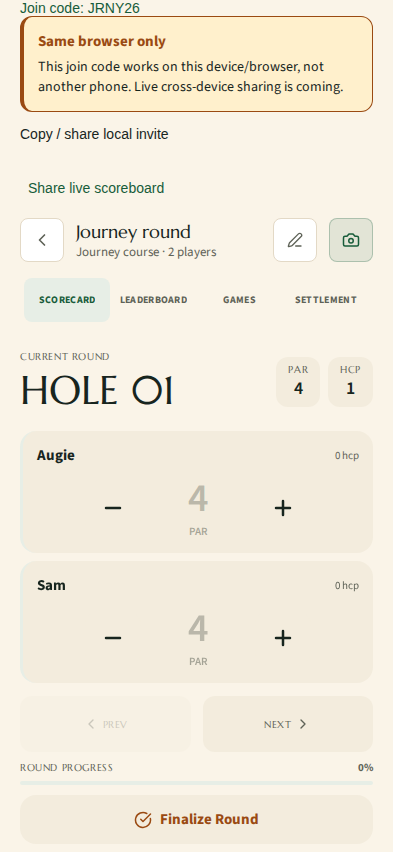 Join code: JRNY26
Same browser only
This join code works on this device/browser, not
another phone. Live cross-device sharing is coming.
Copy / share local invite
Share live scoreboard
Journey round
Journey course · 2 players
SCORECARD LEADERBOARD GAMES SETTLEMENT
CURRENT ROUND
HOLE 01
PAR
4
HCP
1
Augie
0 hcp
4
PAR
Sam
0 hcp
4
PAR
PREV
NEXT
ROUND PROGRESS 0%
Finalize Round